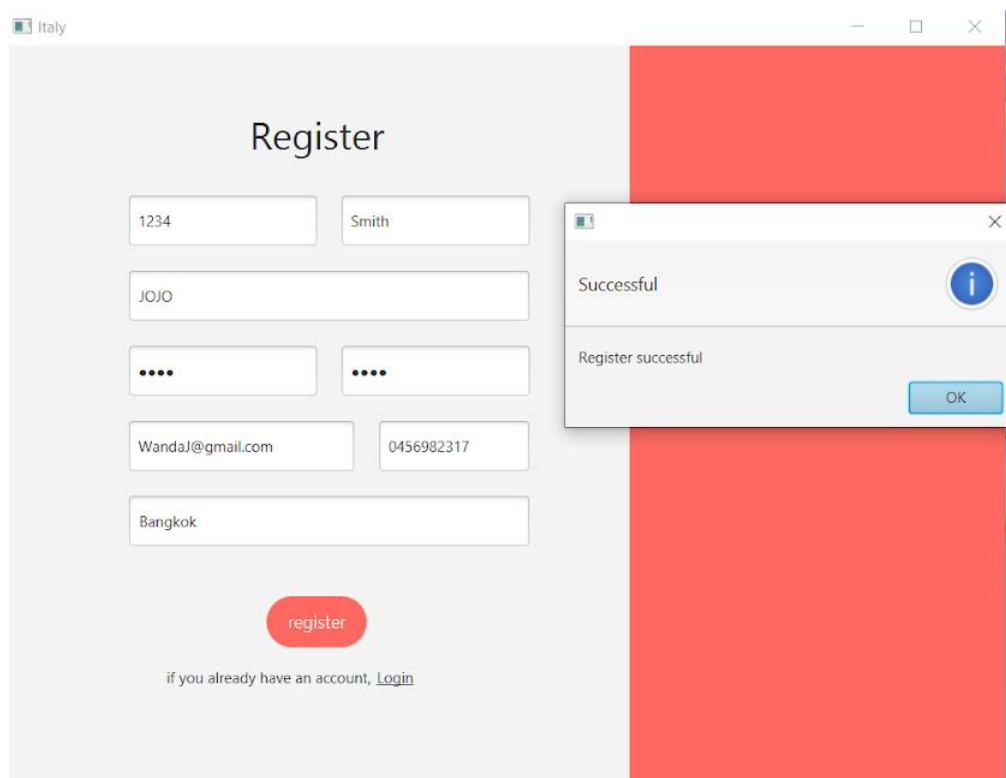 Italy
Register
1234 Smith
JOJO
•••• ••••
WandaJ@gmail.com 0456982317
Bangkok
register
if you already have an account, Login
Successful
Register successful
OK